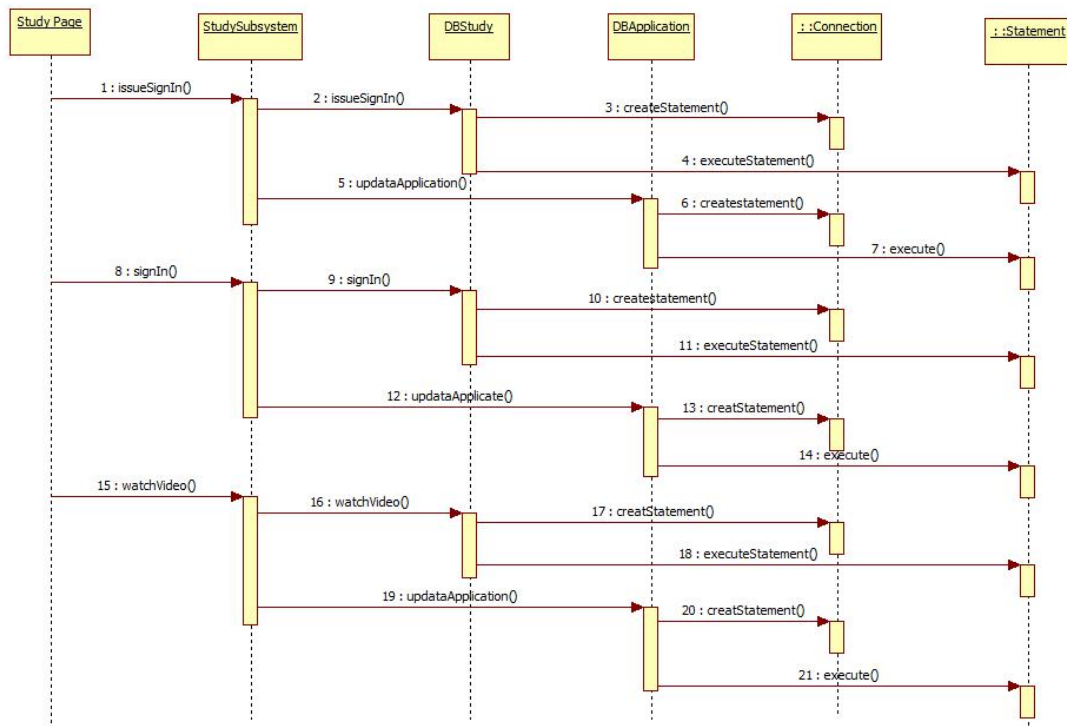 Study Page
StudySubsystem
DBStudy
DBApplication
: :Connection
: :Statement
1 : issueSignIn()
2 : issueSignIn()
3 : createStatement()
4 : executeStatement()
5 : updataApplication()
6 : createstatement()
7 : execute()
8 : signIn()
9 : signIn()
10 : createstatement()
11 : executeStatement()
12 : updataApplicate()
13 : creatStatement()
14 : execute()
15 : watchVideo()
16 : watchVideo()
17 : creatStatement()
18 : executeStatement()
19 : updataApplication()
20 : creatStatement()
21 : execute()